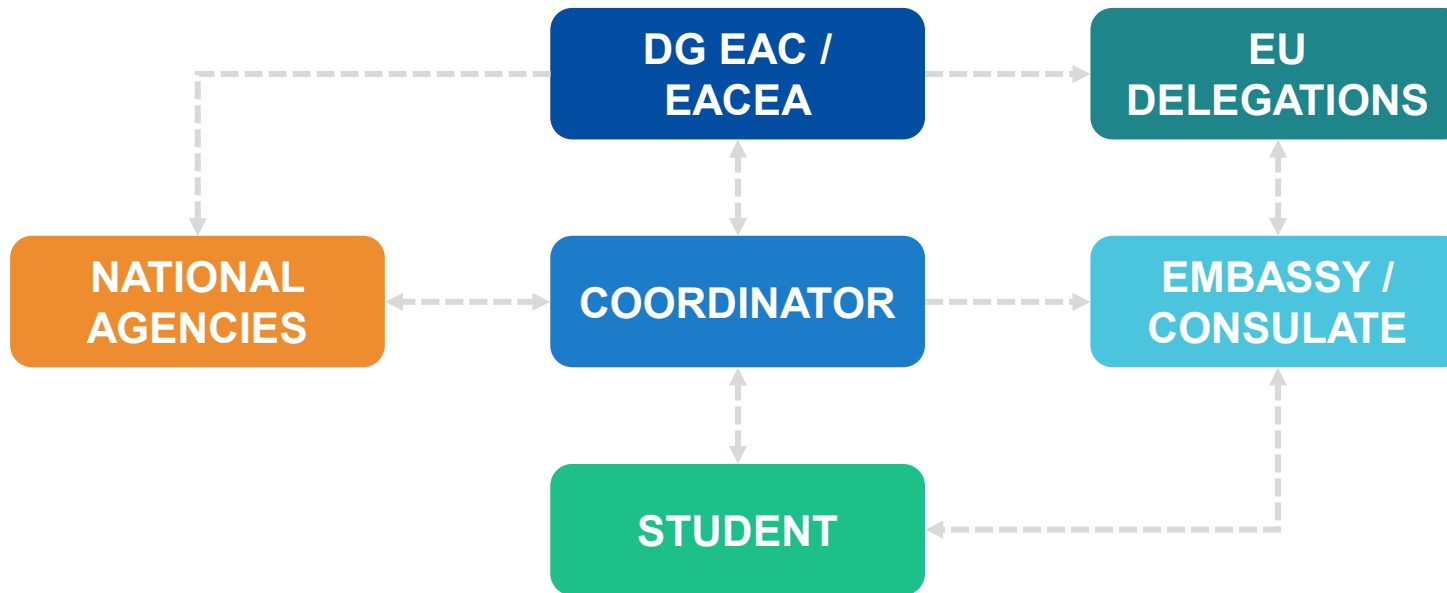 DG EAC /
EACEA
EU
DELEGATIONS
NATIONAL
AGENCIES
COORDINATOR
EMBASSY /
CONSULATE
STUDENT